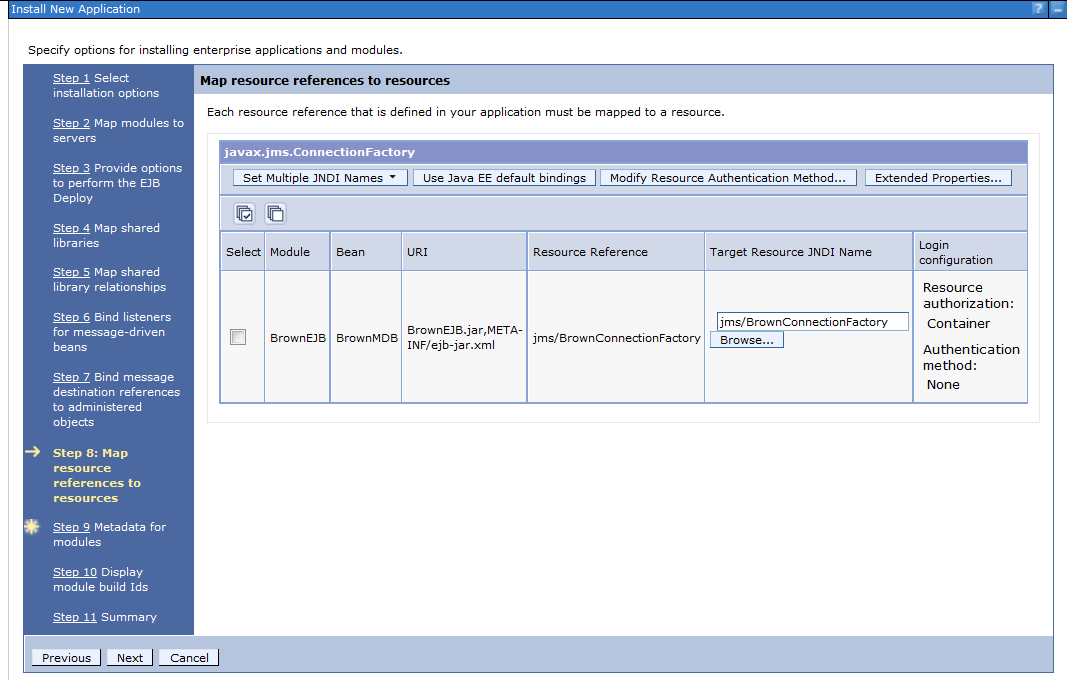 Install New Application
?
Specify options for installing enterprise applications and modules.
Step 1 Select
installation options
Step 2 Map modules to
servers
Step 3 Provide options
to perform the EJB
Deploy
Step 4 Map shared
libraries
Step 5 Map shared
library relationships
Step 6 Bind listeners
for message-driven
beans
Step 7 Bind message
destination references
to administered
objects
Step 8: Map
resource
references to
resources
Step 9 Metadata for
modules
Step 10 Display
module build Ids
Step 11 Summary
Map resource references to resources
Each resource reference that is defined in your application must be mapped to a resource.
javax.jms.ConnectionFactory
Set Multiple JNDI Names Use Java EE default bindings Modify Resource Authentication Method... Extended Properties...
Select Module Bean URI Resource Reference Target Resource JNDI Name Login
configuration
BrownEJB BrownMDB BrownEJB.jar,META-
INF/ejb-jar.xml
jms/BrownConnectionFactory
jms/BrownConnectionFactory
Browse...
Resource
authorization:
Container
Authentication
method:
None
Previous Next Cancel